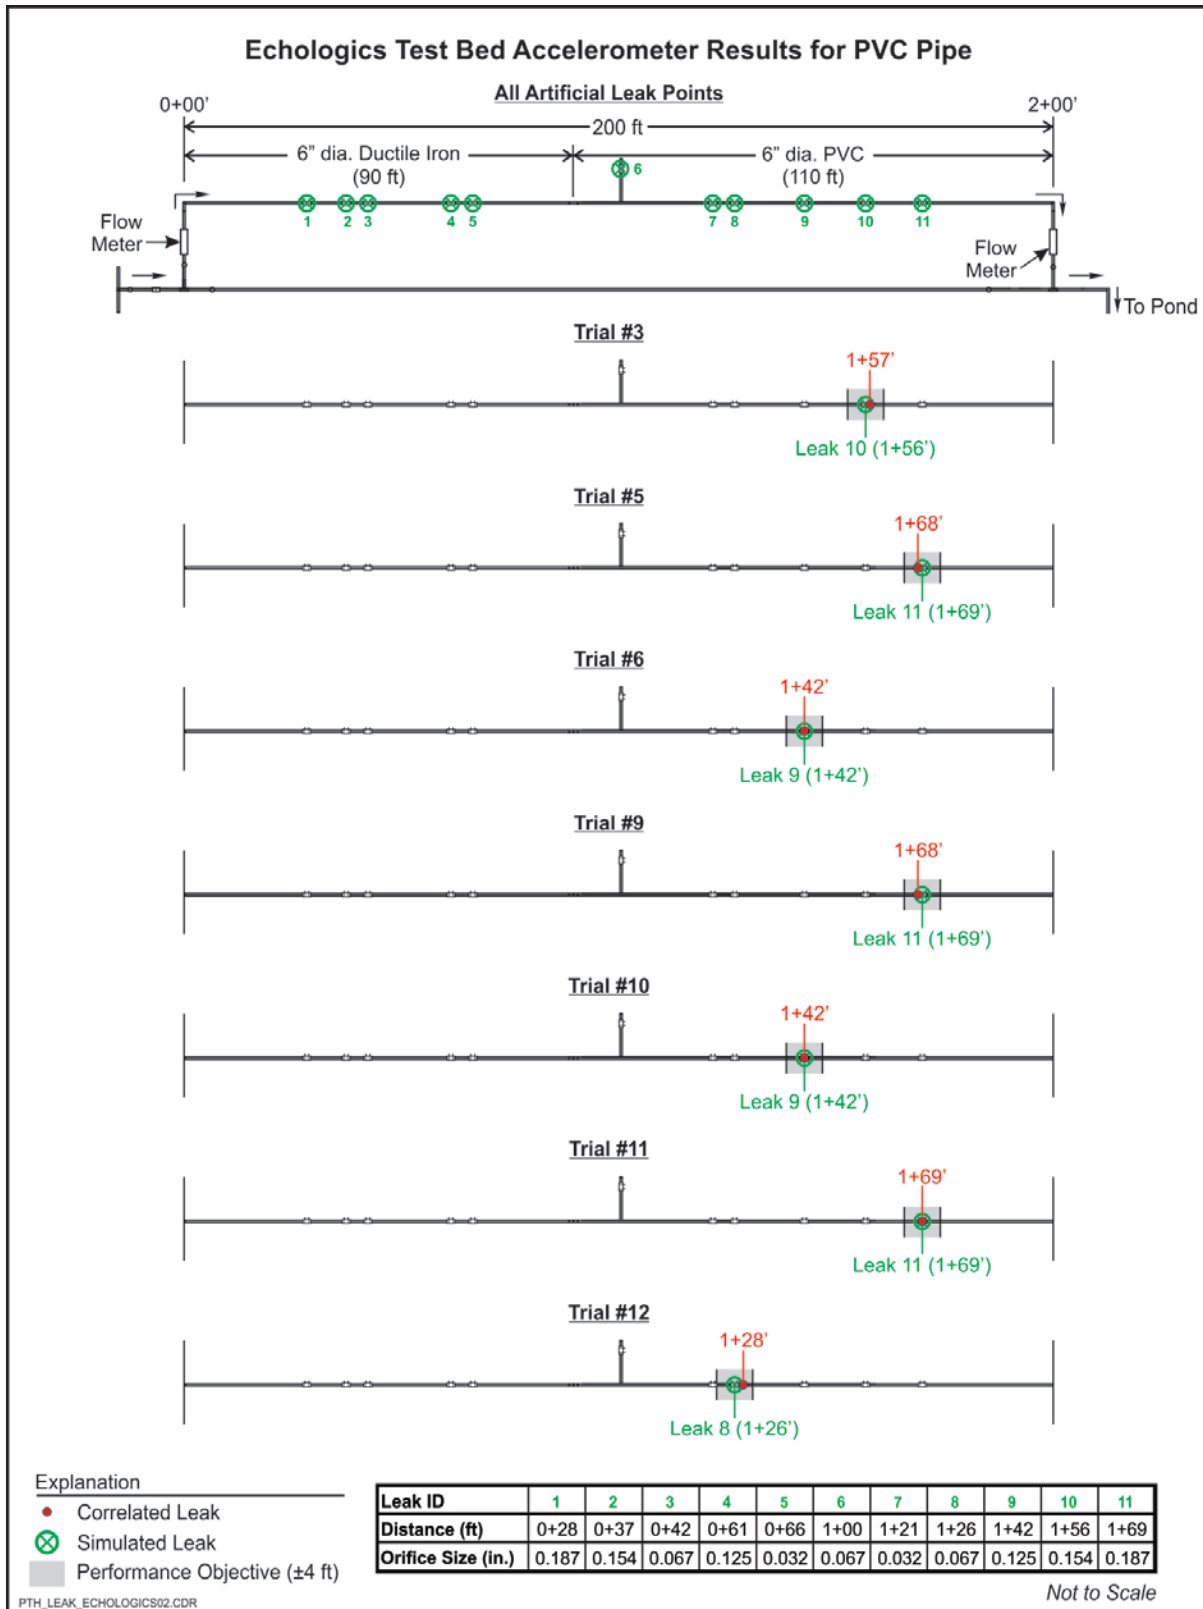 Echologics Test Bed Accelerometer Results for PVC Pipe
All Artificial Leak Points
0+00' 2+00'
200 ft
6" dia. Ductile Iron 6" dia. PVC
(90 ft) (110 ft)
6
1 2 3 4 5 7 8 9 10 11
Flow
Meter
Flow
Meter
To Pond
Trial #3
1+57'
Leak 10 (1+56')
Trial #5
1+68'
Leak 11 (1+69')
Trial #6
1+42'
Leak 9 (1+42')
Trial #9
1+68'
Leak 11 (1+69')
Trial #10
1+42'
Leak 9 (1+42')
Trial #11
1+69'
Leak 11 (1+69')
Trial #12
1+28'
Leak 8 (1+26')
Explanation
Correlated Leak
Simulated Leak
Performance Objective (±4 ft)
Leak ID 1 2 3 4 5 6 7 8 9 10 11
Distance (ft) 0+28 0+37 0+42 0+61 0+66 1+00 1+21 1+26 1+42 1+56 1+69
Orifice Size (in.) 0.187 0.154 0.067 0.125 0.032 0.067 0.032 0.067 0.125 0.154 0.187
Not to Scale
PTH_LEAK_ECHOLOGICS02.CDR